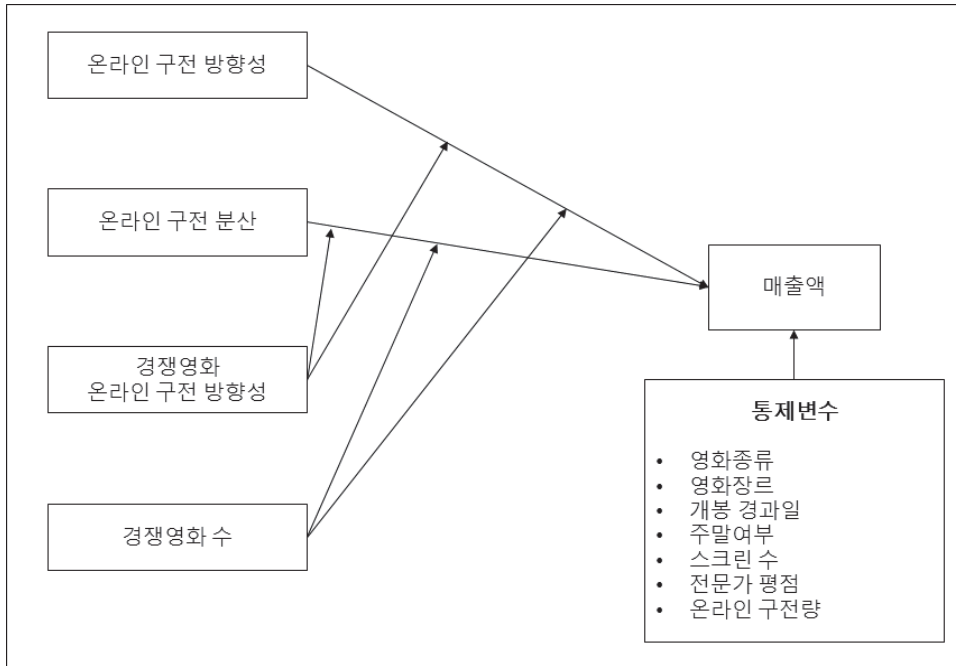 온라인 구전 방향성
온라인 구전 분산
경쟁영화
온라인 구전 방향성
경쟁영화 수
매출액
통제변수
• 영화종류
• 영화장르
• 개봉 경과일
• 주말여부
• 스크린 수
• 전문가 평점
• 온라인 구전량